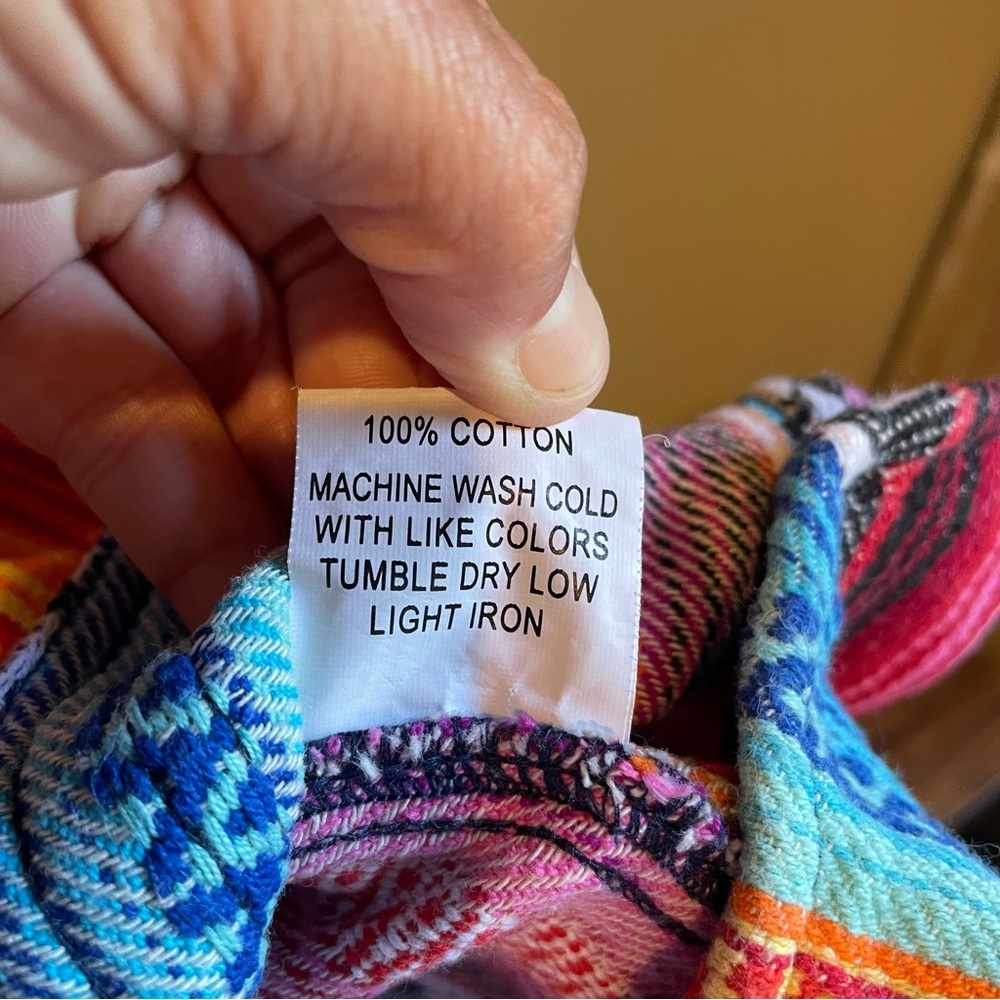 100% COTTON
MACHINE WASH COLD
WITH LIKE COLORS
TUMBLE DRY LOW
LIGHT IRON